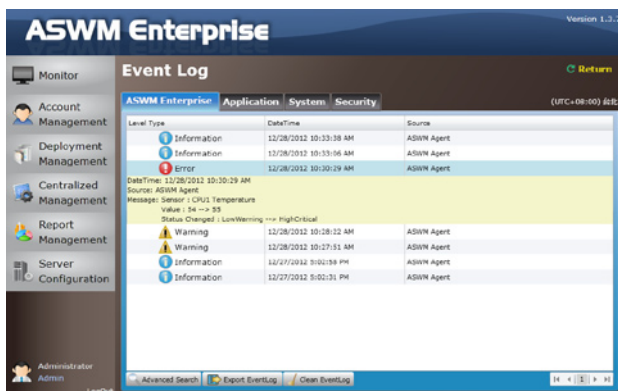 ASWM Enterprise
Version 1.3.
Monitor
Account
Management
Deployment
Management
Centralized
Management
Report
Management
Server
Configuration
Administrator
Admin
LogOut
Event Log
Return
ASWM Enterprise Application System Security
(UTC+08:00) 台北
Level Type DateTime Source
Information 12/28/2012 10:33:38 AM ASWM Agent
Information 12/28/2012 10:33:06 AM ASWM Agent
Error 12/28/2012 10:30:29 AM ASWM Agent
DateTime: 12/28/2012 10:30:29 AM
Source: ASWM Agent
Message: Sensor : CPU1 Temperature
Value : 54 --> 55
Status Changed : LowWarning --> HighCritical
Warning 12/28/2012 10:28:22 AM ASWM Agent
Warning 12/28/2012 10:27:51 AM ASWM Agent
Information 12/27/2012 5:02:58 PM ASWM Agent
Information 12/27/2012 5:02:31 PM ASWM Agent
Advanced Search Export EventLog Clean EventLog
1